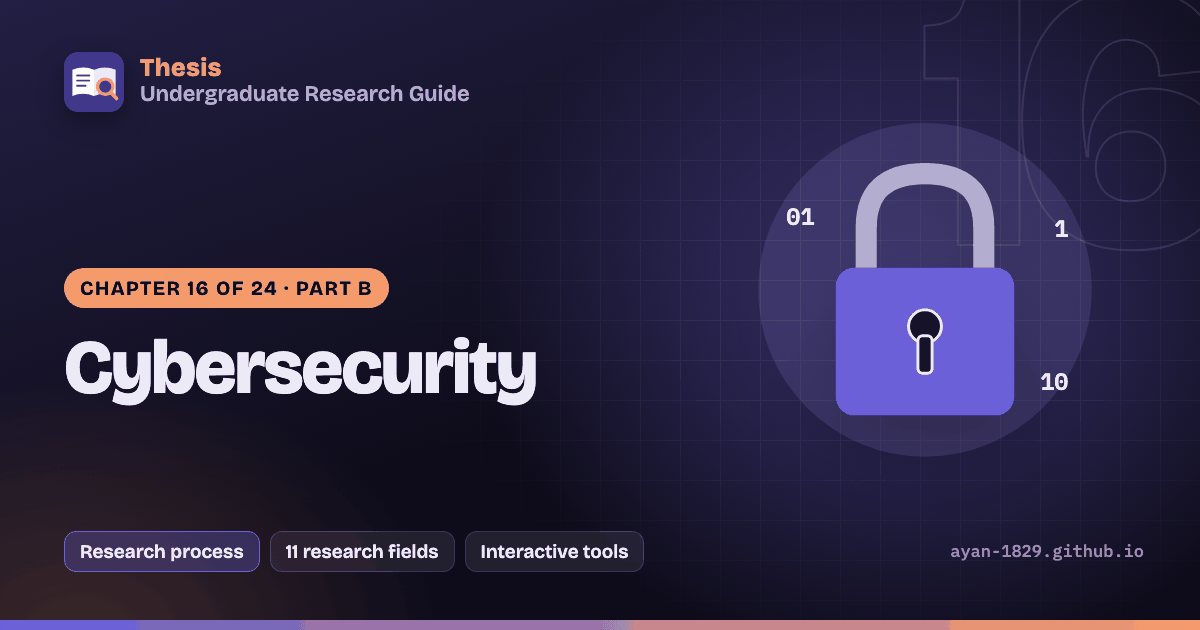 Thesis
Undergraduate Research Guide
16
01
1
CHAPTER 16 OF 24 · PART B
Cybersecurity
10
Research process
11 research fields
Interactive tools
ayan-1829.github.io